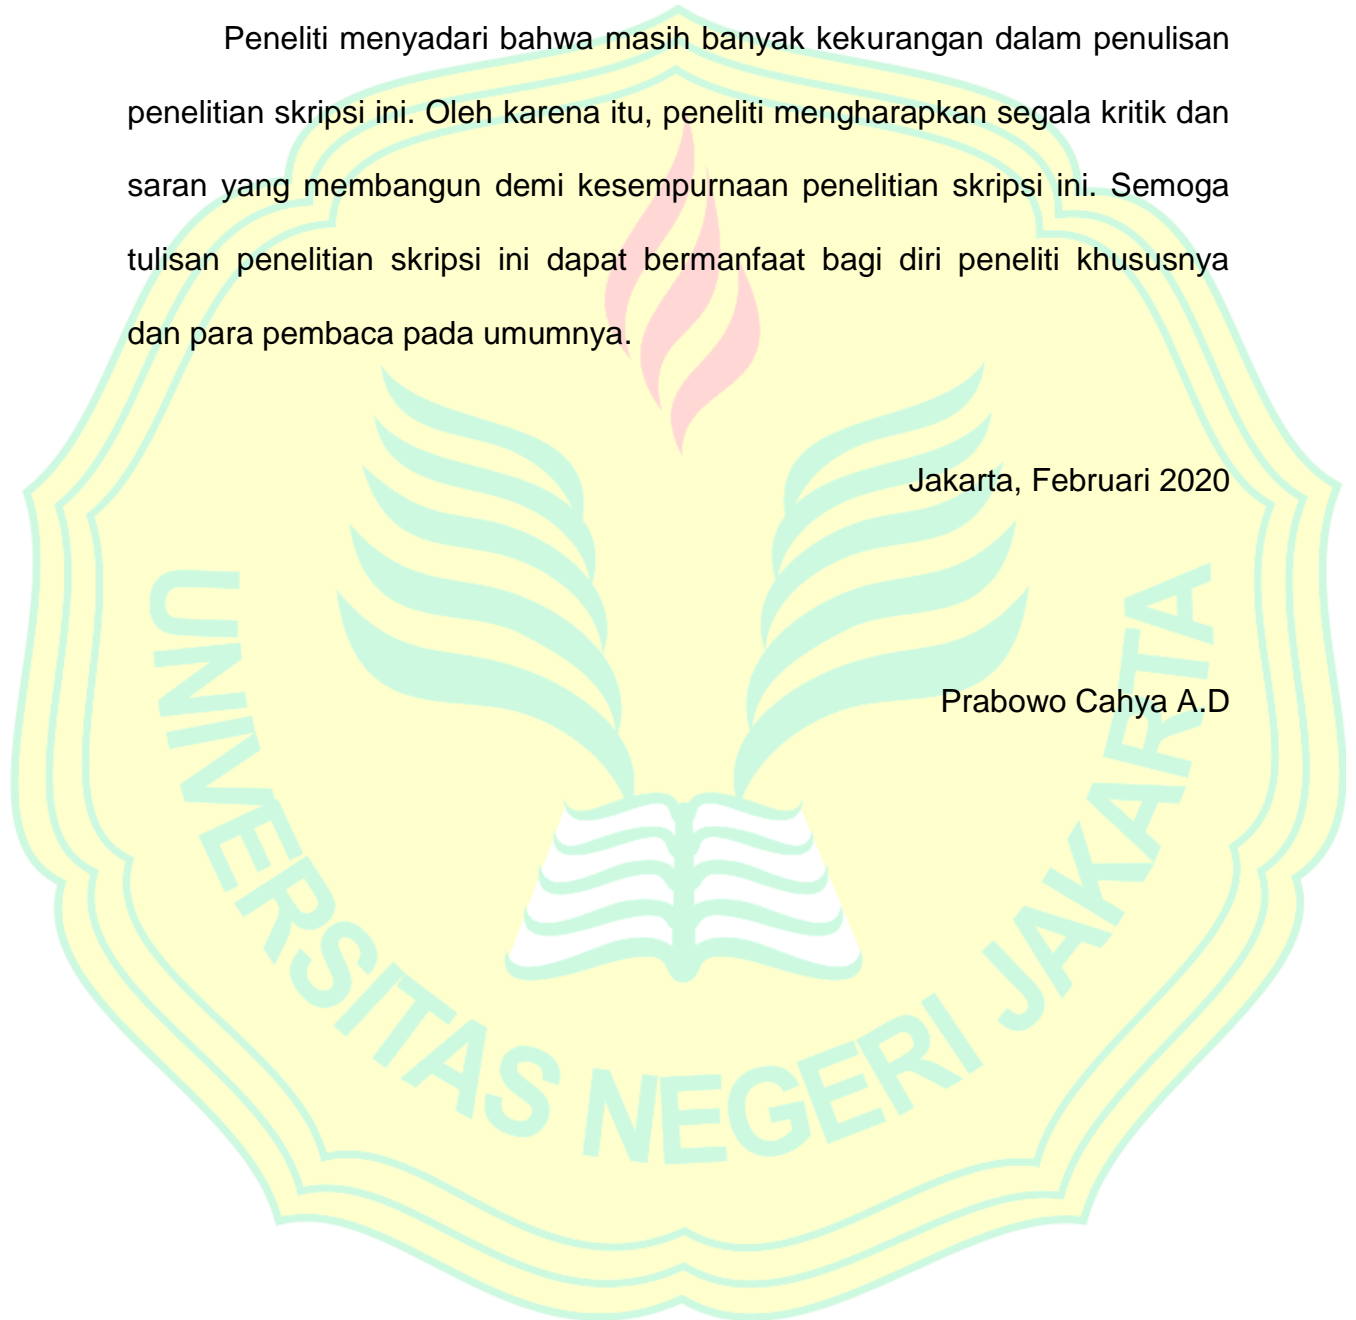 Peneliti menyadari bahwa masih banyak kekurangan dalam penulisan
penelitian skripsi ini. Oleh karena itu, peneliti mengharapkan segala kritik dan
saran yang membangun demi kesempurnaan penelitian skripsi ini. Semoga
tulisan penelitian skripsi ini dapat bermanfaat bagi diri peneliti khususnya
dan para pembaca pada umumnya.
Jakarta, Februari 2020
Prabowo Cahya A.D
UNIVERSITAS NEGERI JAKARTA